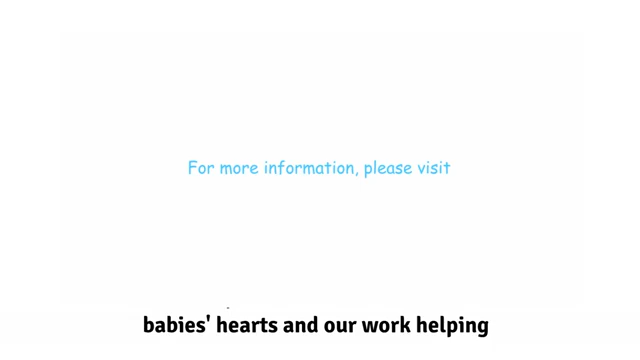 For more information, please visit
babies' hearts and our work helping